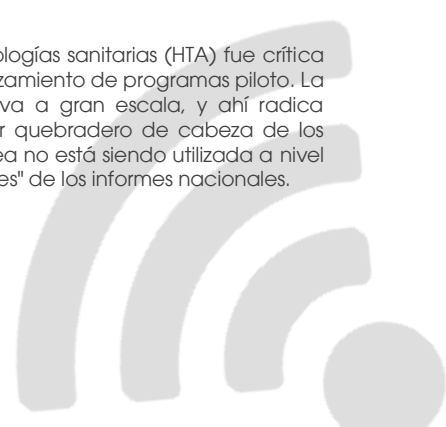 ologías sanitarias (HTA) fue crítica
zamiento de programas piloto. La
va a gran escala, y ahí radica
r quebradero de cabeza de los
ea no está siendo utilizada a nivel
es" de los informes nacionales.